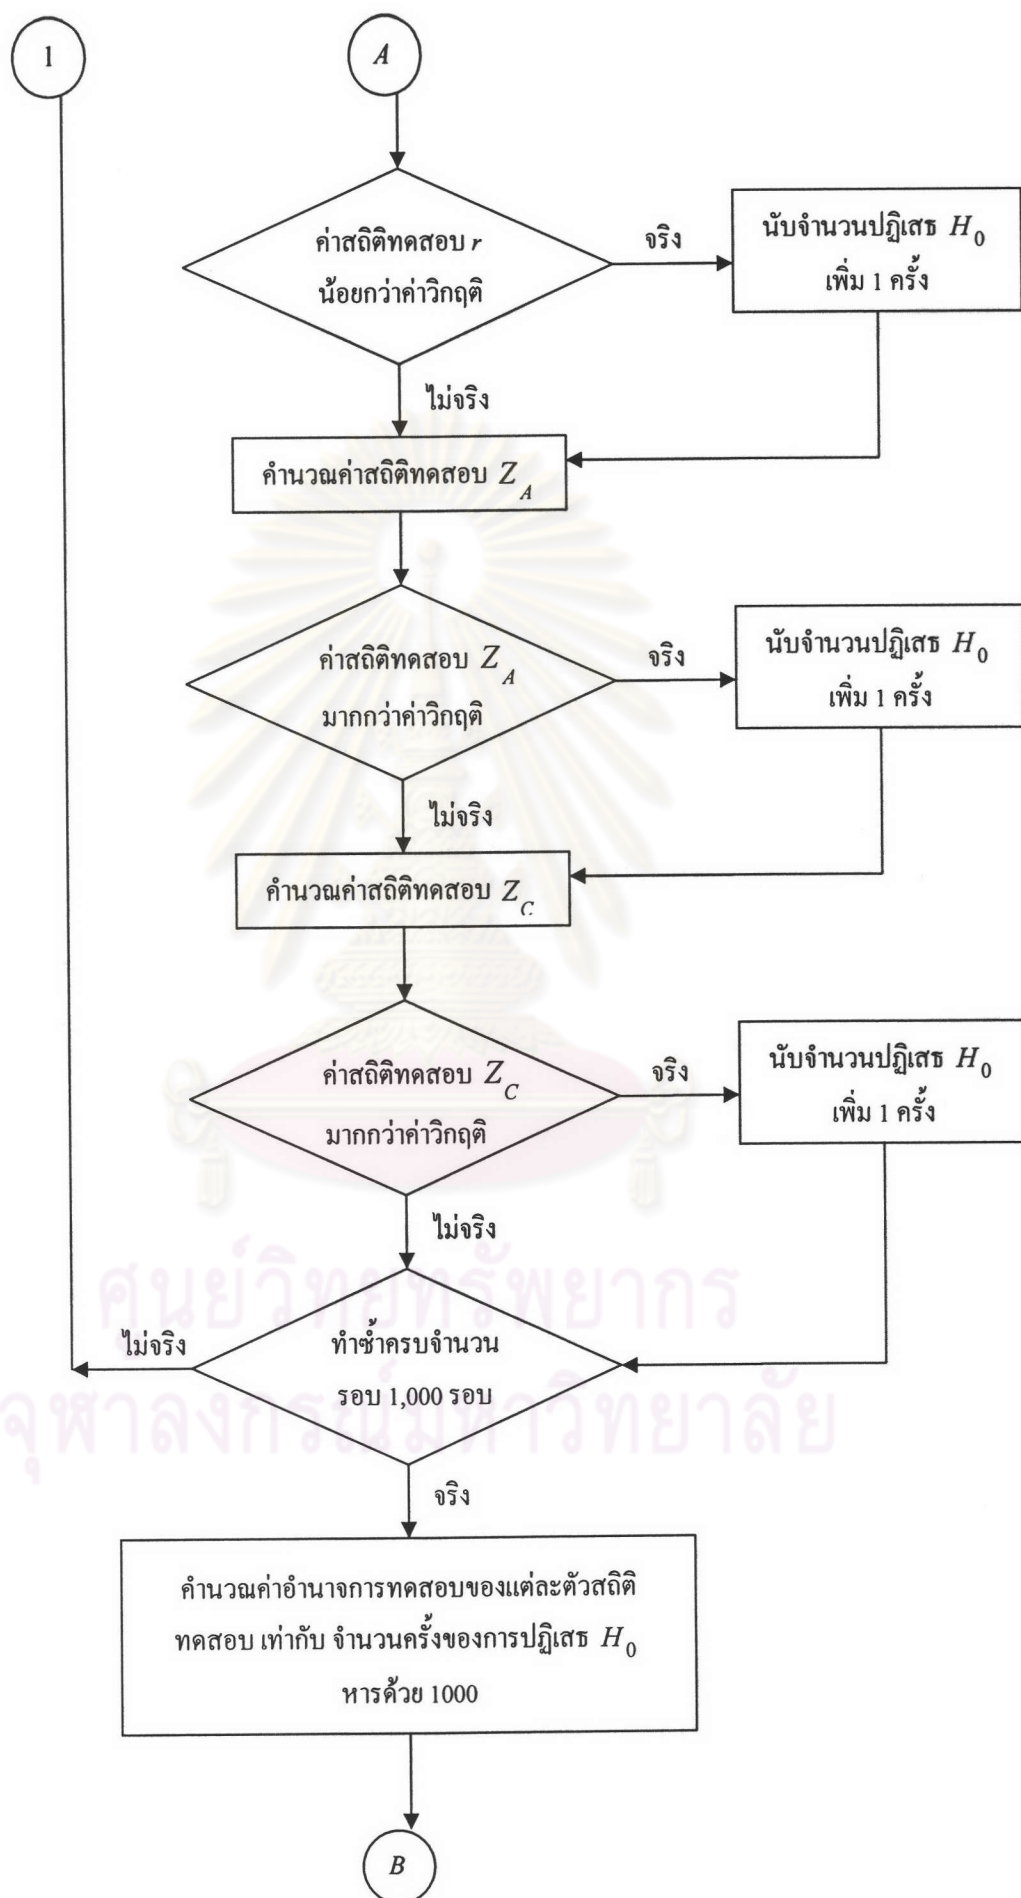 1
A
ค่าสถิติทดสอบ r
น้อยกว่าค่าวิกฤติ
จริง
นับจำนวนปฏิเสธ H0
เพิ่ม 1 ครั้ง
ไม่จริง
คำนวณค่าสถิติทดสอบ ZA
ค่าสถิติทดสอบ ZA
มากกว่าค่าวิกฤติ
จริง
นับจำนวนปฏิเสธ H0
เพิ่ม 1 ครั้ง
ไม่จริง
คำนวณค่าสถิติทดสอบ ZC
ค่าสถิติทดสอบ ZC
มากกว่าค่าวิกฤติ
จริง
นับจำนวนปฏิเสธ H0
เพิ่ม 1 ครั้ง
ไม่จริง
ศูนย์วิทยทรัพยากร
ไม่จริง
ทำซ้ำครบจำนวน
รอบ 1,000 รอบ
จุฬาลงกรณ์มหาวิทยาลัย
จริง
คำนวณค่าอำนาจการทดสอบของแต่ละตัวสถิติ
ทดสอบ เท่ากับ จำนวนครั้งของการปฏิเสธ H0
หารด้วย 1000
B